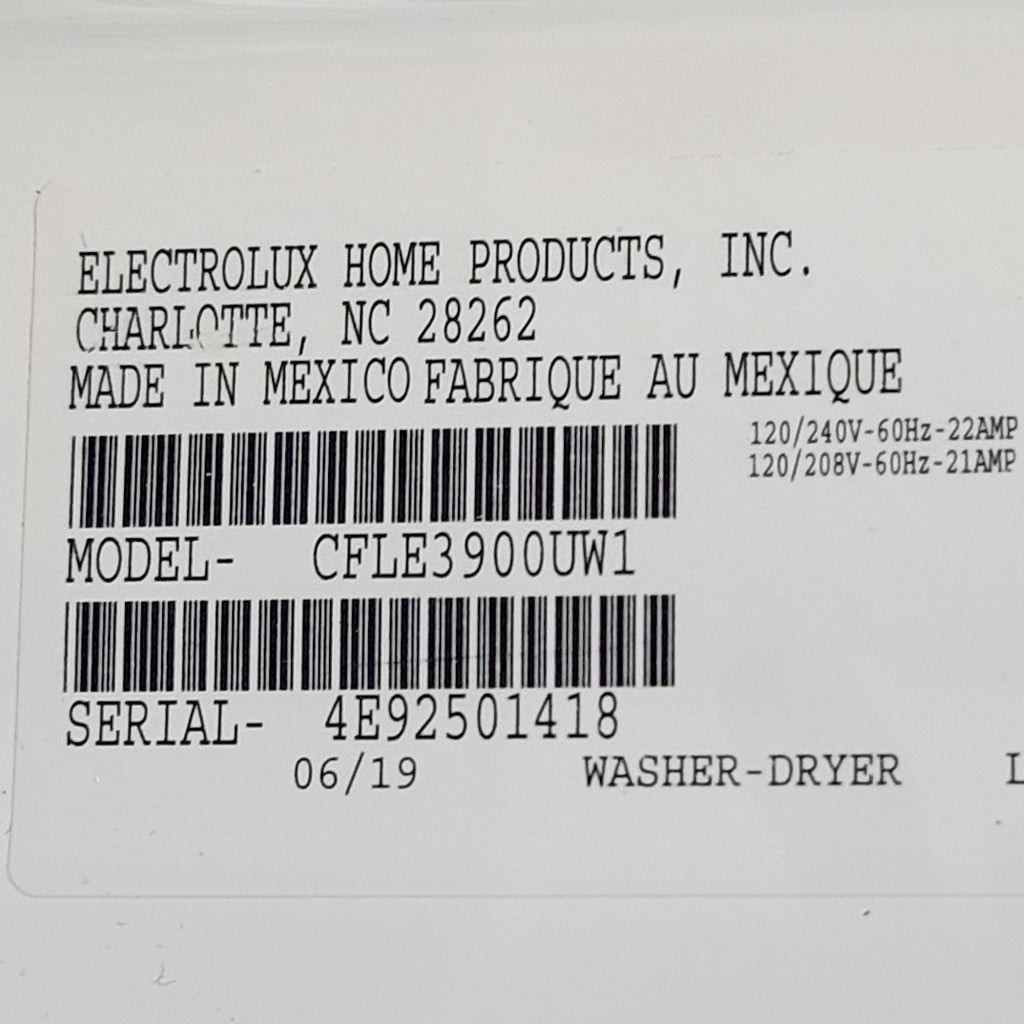 ELECTROLUX HOME PRODUCTS, INC.
CHARLOTTE, NC 28262
MADE IN MEXICO FABRIQUE AU MEXIQUE
120/240V-60Hz-22AMP
120/208V-60Hz-21AMP
MODEL- CFLE3900UW1
SERIAL- 4E92501418
06/19 WASHER-DRYER L